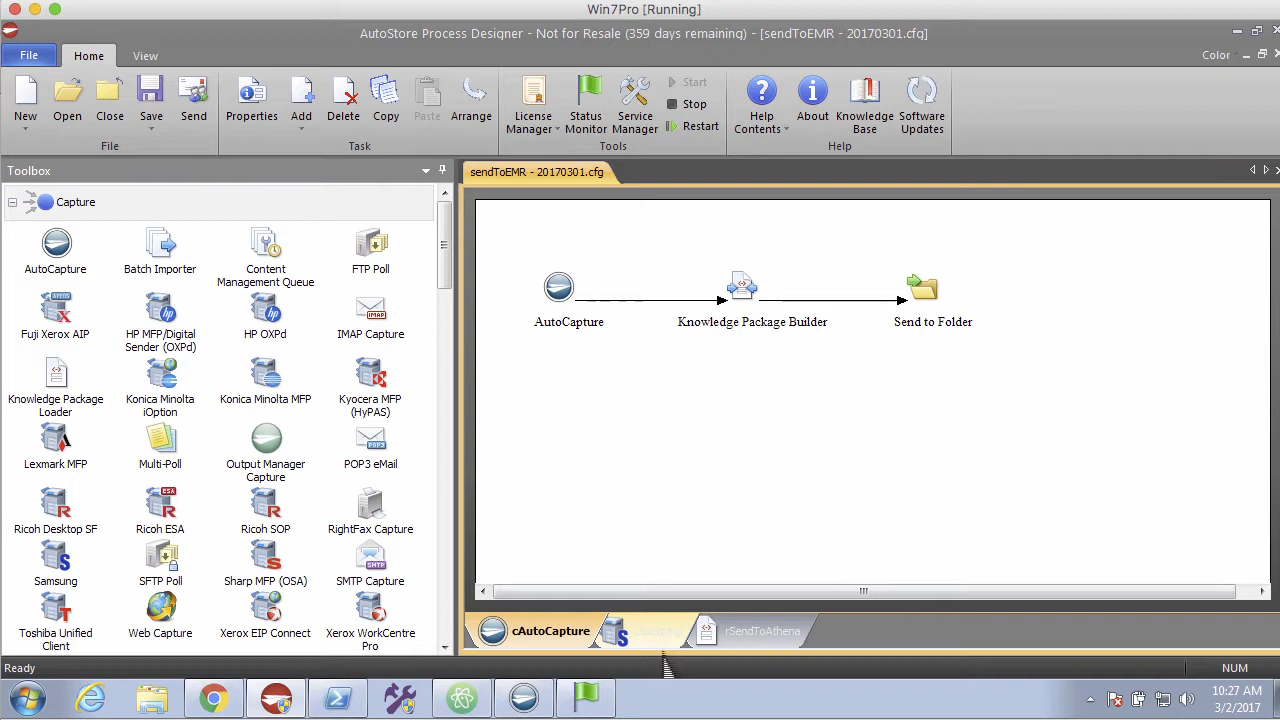 Win7Pro [Running]
AutoStore Process Designer - Not for Resale (359 days remaining) - [sendToEMR - 20170301.cfg]
File
Home
View
Color
New
Open
Close
Save
Send
File
Properties
Add
Delete
Copy
Paste
Arrange
Task
License Manager
Status Monitor
Service Manager
Start
Stop
Restart
Tools
Help Contents
About
Knowledge Base
Software Updates
Help
Toolbox
sendToEMR - 20170301.cfg
Capture
AutoCapture
Batch Importer
Content Management Queue
FTP Poll
Fuji Xerox AIP
HP MFP/Digital Sender (OXPd)
HP OXPd
IMAP Capture
Knowledge Package Loader
Konica Minolta iOption
Konica Minolta MFP
Kyocera MFP (HyPAS)
Lexmark MFP
Multi-Poll
Output Manager Capture
POP3 eMail
Ricoh Desktop SF
Ricoh ESA
Ricoh SOP
RightFax Capture
Samsung
SFTP Poll
Sharp MFP (OSA)
SMTP Capture
Toshiba Unified Client
Web Capture
Xerox EIP Connect
Xerox WorkCentre Pro
AutoCapture
Knowledge Package Builder
Send to Folder
cAutoCapture
rSendToAthena
Ready
NUM
10:27 AM
3/2/2017